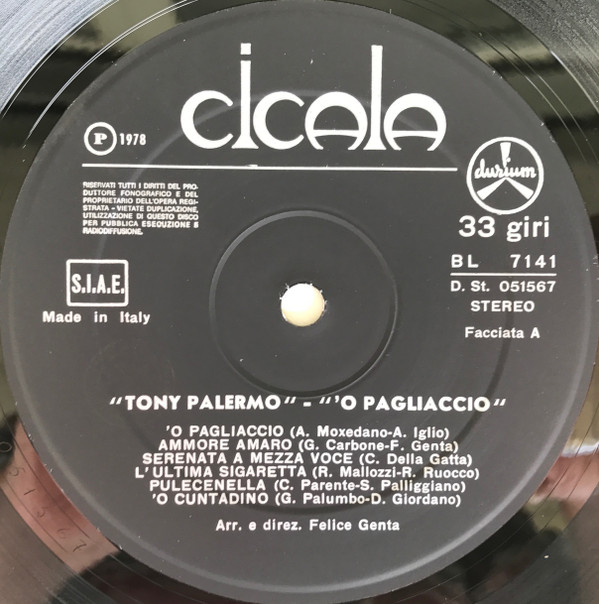 cicala
P 1978
durium
RISERVATI TUTTI I DIRITTI DEL PRO-
DUTTORE FONOGRAFICO E DEL
PROPRIETARIO DELL'OPERA REGI-
STRATA - VIETATE DUPLICAZIONE,
UTILIZZAZIONE DI QUESTO DISCO
PER PUBBLICA ESECUZIONE E
RADIODIFFUSIONE.
33 giri
BL 7141
D. St. 051567
STEREO
Facciata A
S.I.A.E.
Made in Italy
“TONY PALERMO” - “'O PAGLIACCIO”
'O PAGLIACCIO (A. Moxedano-A. Iglio)
AMMORE AMARO (G. Carbone-F. Genta)
SERENATA A MEZZA VOCE (C. Della Gatta)
L'ULTIMA SIGARETTA (R. Mallozzi-R. Ruocco)
PULECENELLA (C. Parente-S. Palliggiano)
'O CUNTADINO (G. Palumbo-D. Giordano)
Arr. e direz. Felice Genta